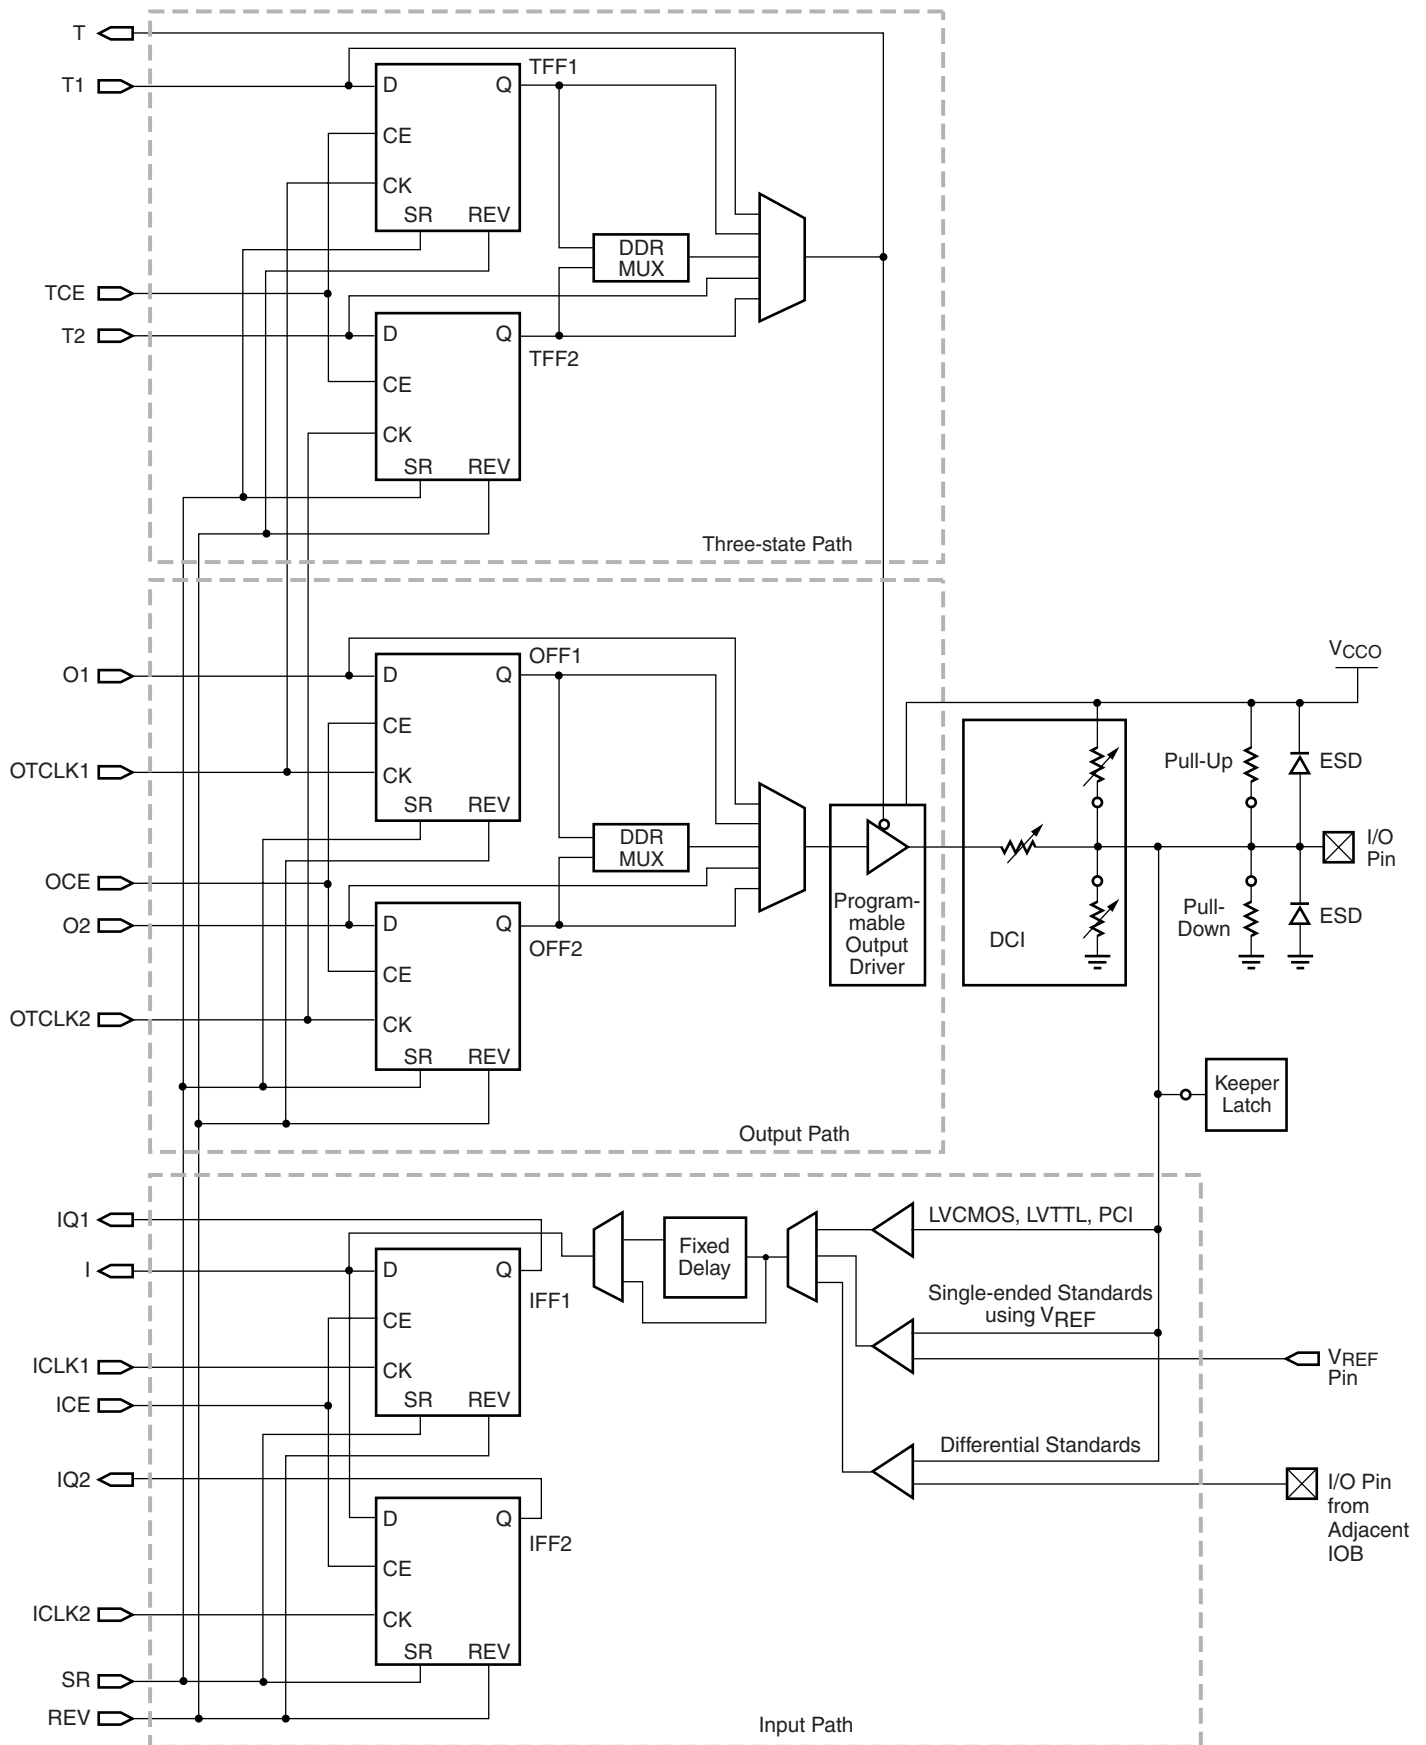 T
T1
D
Q
TFF1
CE
CK
SR
REV
DDR
MUX
TCE
T2
D
Q
TFF2
CE
CK
SR
REV
Three-state Path
O1
D
Q
OFF1
CE
OTCLK1
CK
SR
REV
DDR
MUX
OCE
O2
D
Q
OFF2
CE
OTCLK2
CK
SR
REV
Output Path
Program-
mable
Output
Driver
DCI
VCCO
Pull-Up
ESD
I/O
Pin
Pull-
Down
ESD
Keeper
Latch
IQ1
I
D
Q
IFF1
CE
ICLK1
CK
ICE
SR
REV
Fixed
Delay
LVCMOS, LVTTL, PCI
Single-ended Standards
using VREF
VREF
Pin
Differential Standards
I/O Pin
from
Adjacent
IOB
IQ2
D
Q
IFF2
CE
ICLK2
CK
SR
REV
SR
REV
Input Path